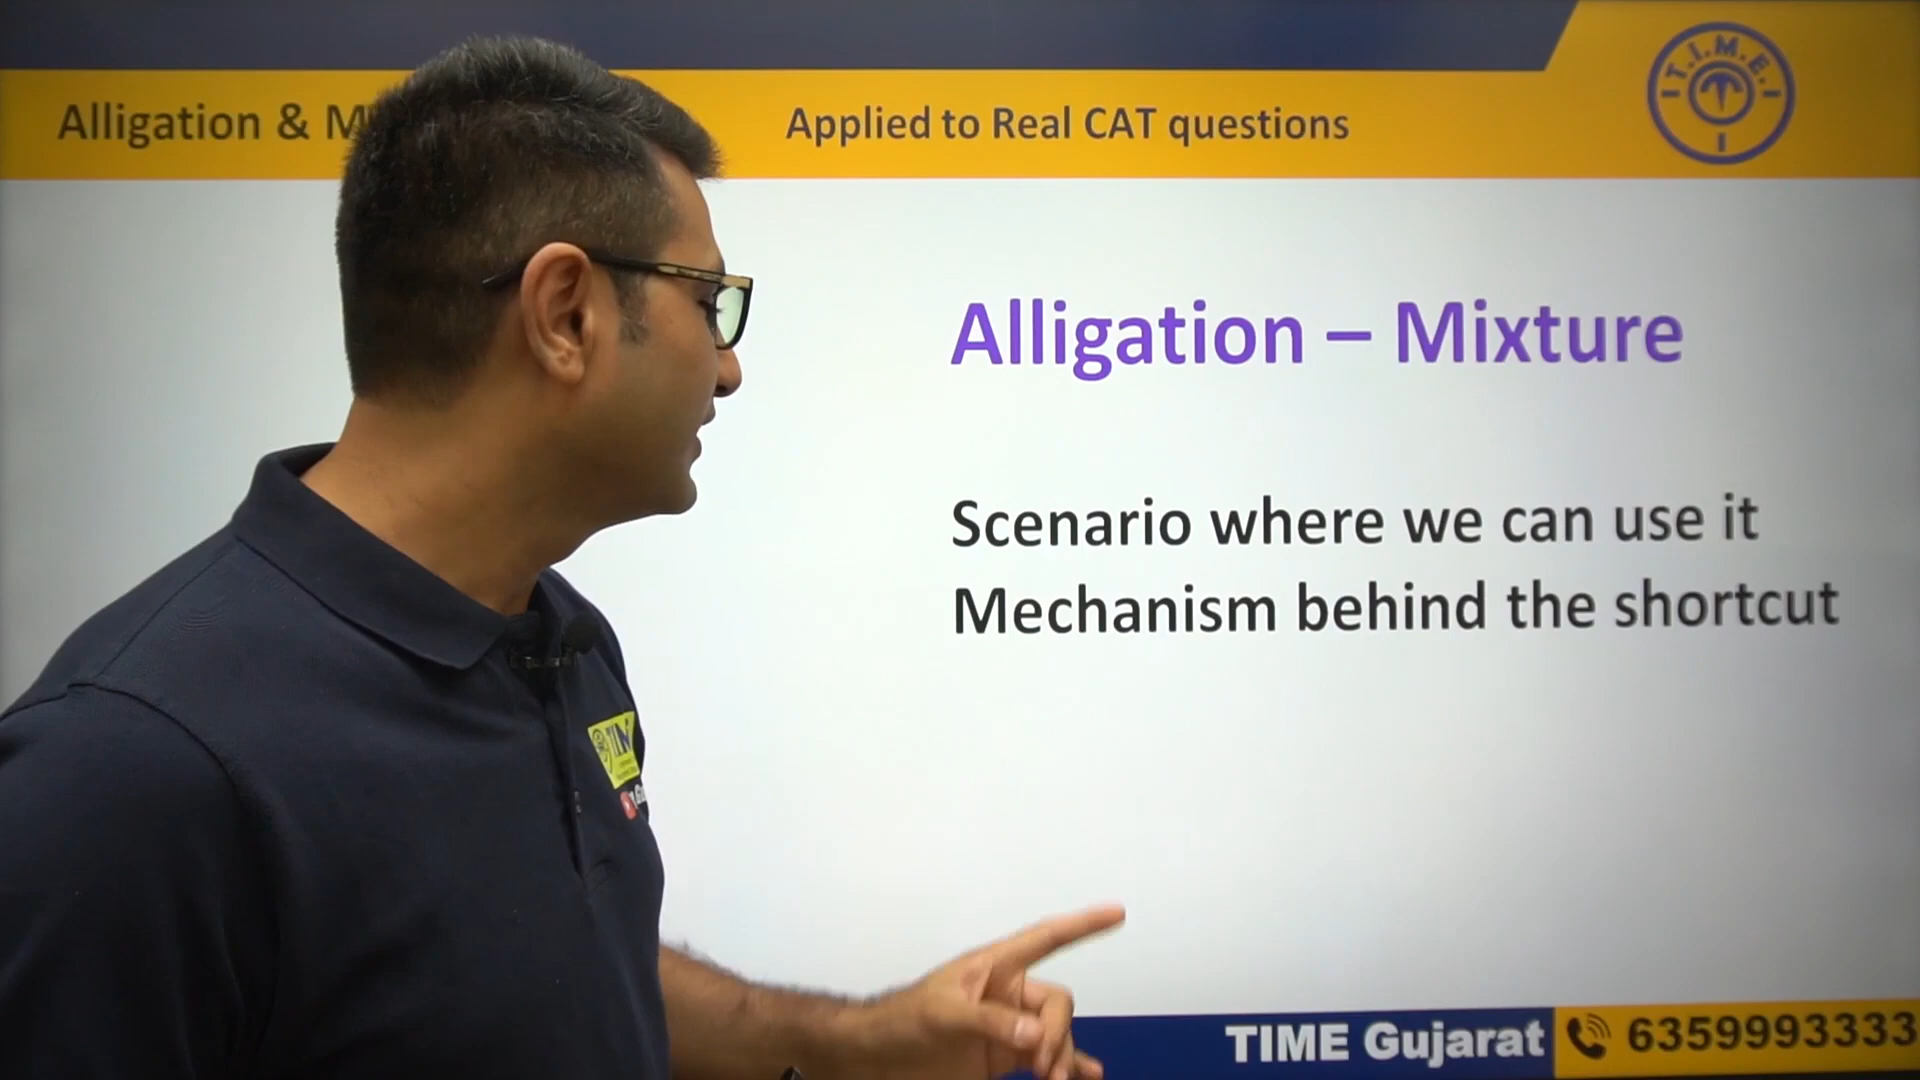 Alligation & M
Applied to Real CAT questions
T.I.M.E.
Alligation – Mixture
Scenario where we can use it
Mechanism behind the shortcut
TIM
TIME Gujarat
6359993333